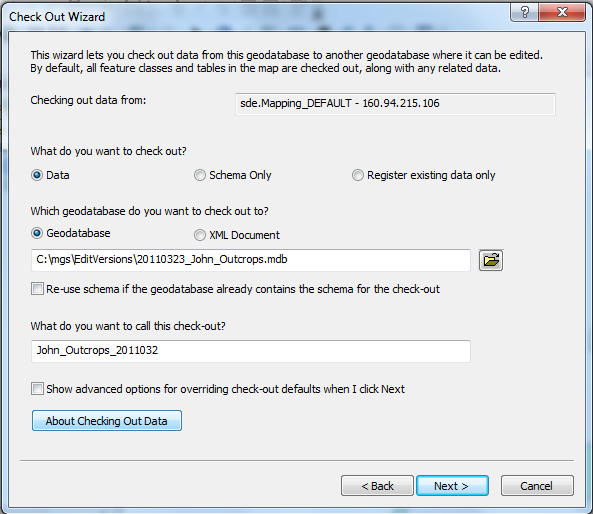 Check Out Wizard
?
This wizard lets you check out data from this geodatabase to another geodatabase where it can be edited.
By default, all feature classes and tables in the map are checked out, along with any related data.
Checking out data from: sde.Mapping_DEFAULT - 160.94.215.106
What do you want to check out?
Data Schema Only Register existing data only
Which geodatabase do you want to check out to?
Geodatabase XML Document
C:\mgs\EditVersions\20110323_John_Outcrops.mdb
Re-use schema if the geodatabase already contains the schema for the check-out
What do you want to call this check-out?
John_Outcrops_2011032
Show advanced options for overriding check-out defaults when I click Next
About Checking Out Data
< Back Next > Cancel